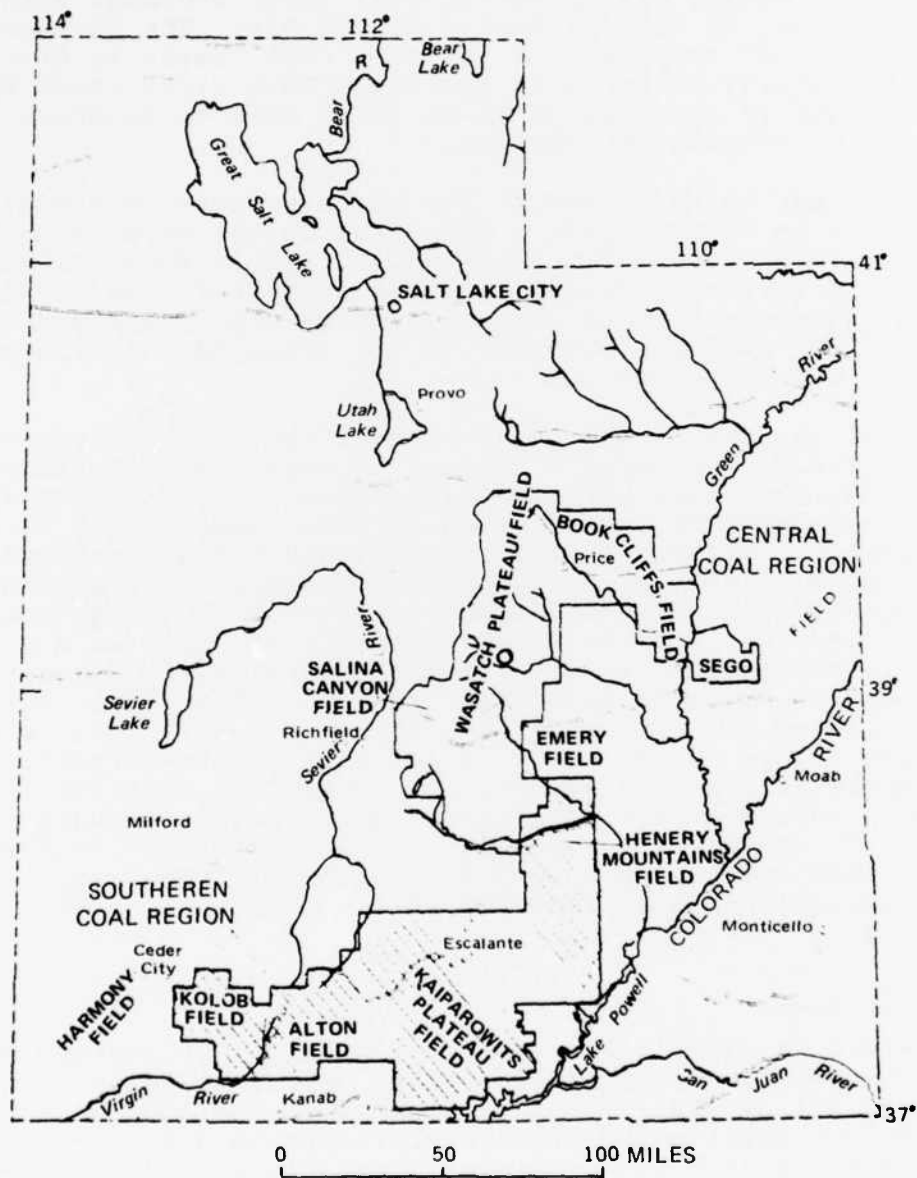 114°
112°
R
Bear
Lake
Bear
Great
Salt
Lake
110°
41°
SALT LAKE CITY
River
Provo
Utah
Lake
Green
WASATCH PLATEAU FIELD
BOOK CLIFFS FIELD
CENTRAL
COAL REGION
Price
FIELD
SEGO
River
SALINA
CANYON
FIELD
39°
Sevier
Lake
Richfield
Sevier
EMERY
FIELD
RIVER
Moab
Milford
HENERY
MOUNTAINS
FIELD
COLORADO
SOUTHEREN
COAL REGION
Monticello
Escalante
Ceder
City
HARMONY
FIELD
KOLOB
FIELD
KAIPAROWITS
PLATEAU
FIELD
ALTON
FIELD
Powell
Lake
San Juan River
Virgin River
Kanab
37°
0 50 100 MILES